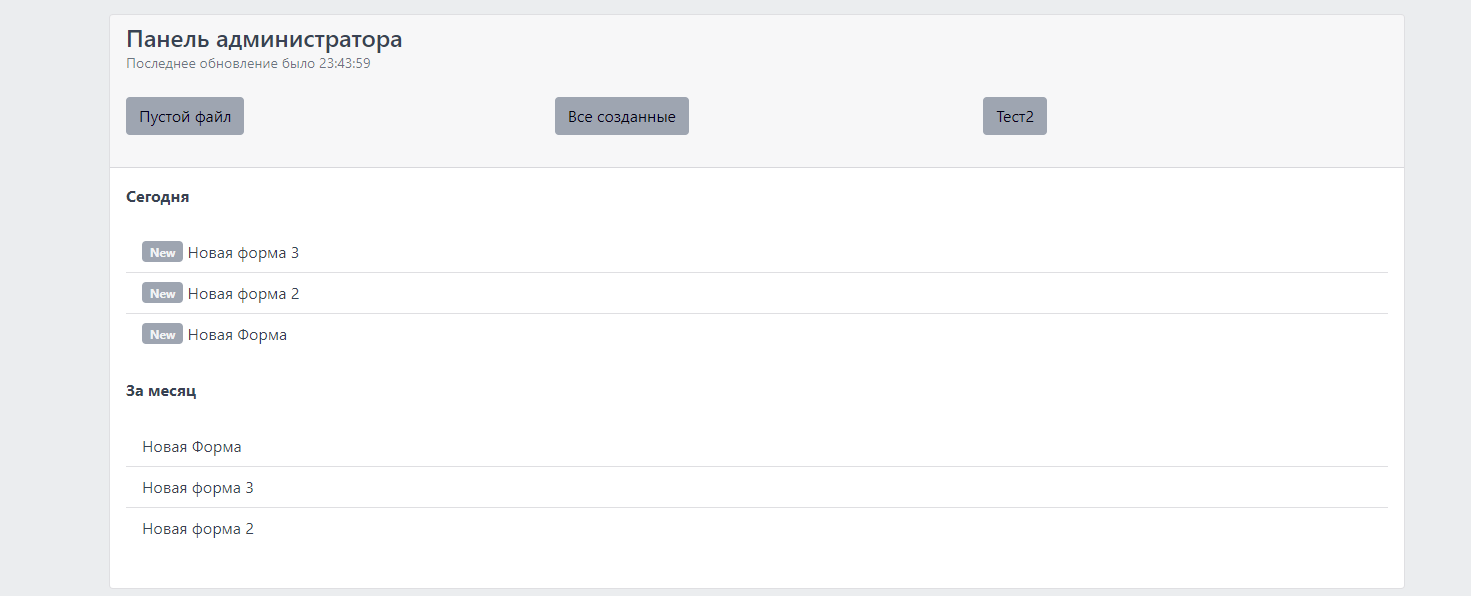 Панель администратора
Последнее обновление было 23:43:59
Пустой файл Все созданные Тест2
Сегодня
New Новая форма 3
New Новая форма 2
New Новая Форма
За месяц
Новая Форма
Новая форма 3
Новая форма 2